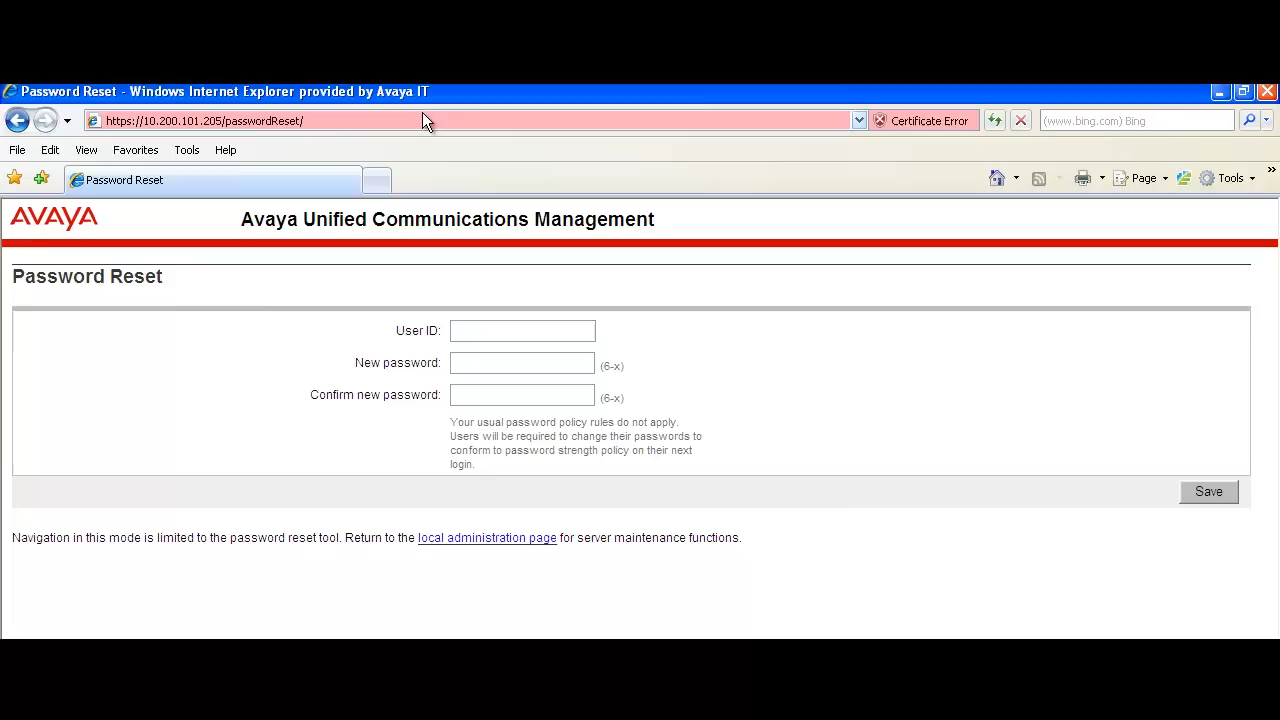 Password Reset - Windows Internet Explorer provided by Avaya IT
https://10.200.101.205/passwordReset/ Certificate Error (www.bing.com) Bing
File Edit View Favorites Tools Help
Password Reset Page Tools
AVAYA Avaya Unified Communications Management
Password Reset
User ID:
New password: (6-x)
Confirm new password: (6-x)
Your usual password policy rules do not apply.
Users will be required to change their passwords to
conform to password strength policy on their next
login.
Save
Navigation in this mode is limited to the password reset tool. Return to the local administration page for server maintenance functions.